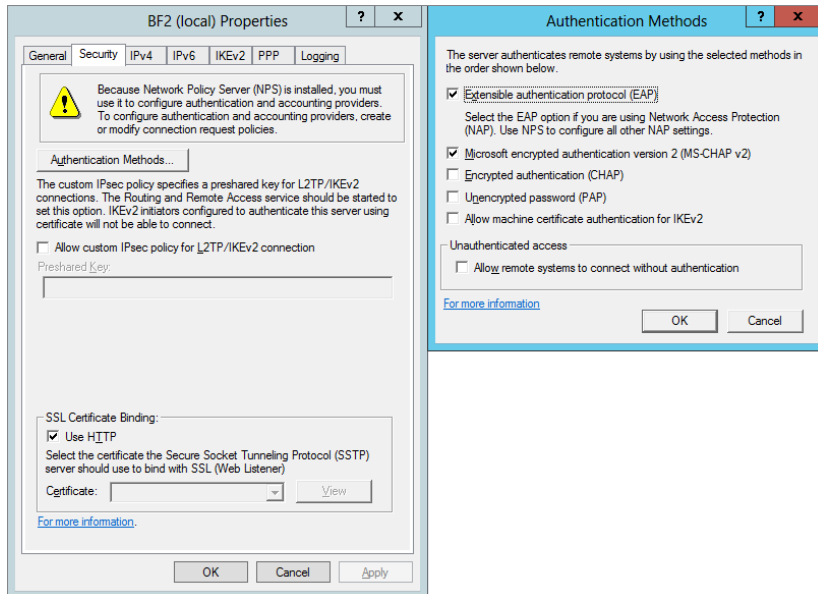 BF2 (local) Properties
? x
General Security IPv4 IPv6 IKEv2 PPP Logging
Because Network Policy Server (NPS) is installed, you must
use it to configure authentication and accounting providers.
To configure authentication and accounting providers, create
or modify connection request policies.
Authentication Methods...
The custom IPsec policy specifies a preshared key for L2TP/IKEv2
connections. The Routing and Remote Access service should be started to
set this option. IKEv2 initiators configured to authenticate this server using
certificate will not be able to connect.
Allow custom IPsec policy for L2TP/IKEv2 connection
Preshared Key:
SSL Certificate Binding:
Use HTTP
Select the certificate the Secure Socket Tunneling Protocol (SSTP)
server should use to bind with SSL (Web Listener)
Certificate:
View
For more information.
OK Cancel Apply
Authentication Methods
? x
The server authenticates remote systems by using the selected methods in
the order shown below.
Extensible authentication protocol (EAP)
Select the EAP option if you are using Network Access Protection
(NAP). Use NPS to configure all other NAP settings.
Microsoft encrypted authentication version 2 (MS-CHAP v2)
Encrypted authentication (CHAP)
Unencrypted password (PAP)
Allow machine certificate authentication for IKEv2
Unauthenticated access
Allow remote systems to connect without authentication
For more information
OK Cancel